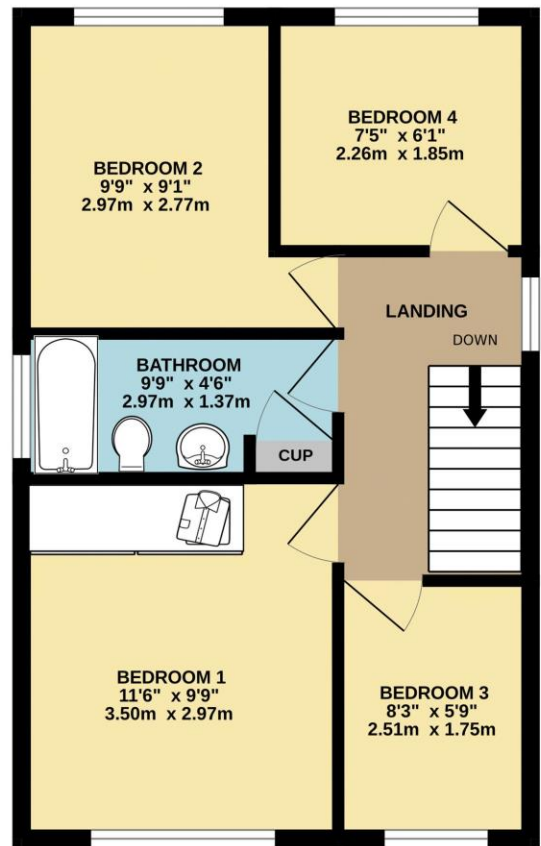 BEDROOM 4
7'5" x 6'1"
2.26m x 1.85m
BEDROOM 2
9'9" x 9'1"
2.97m x 2.77m
LANDING
DOWN
BATHROOM
9'9" x 4'6"
2.97m x 1.37m
CUP
BEDROOM 1
11'6" x 9'9"
3.50m x 2.97m
BEDROOM 3
8'3" x 5'9"
2.51m x 1.75m